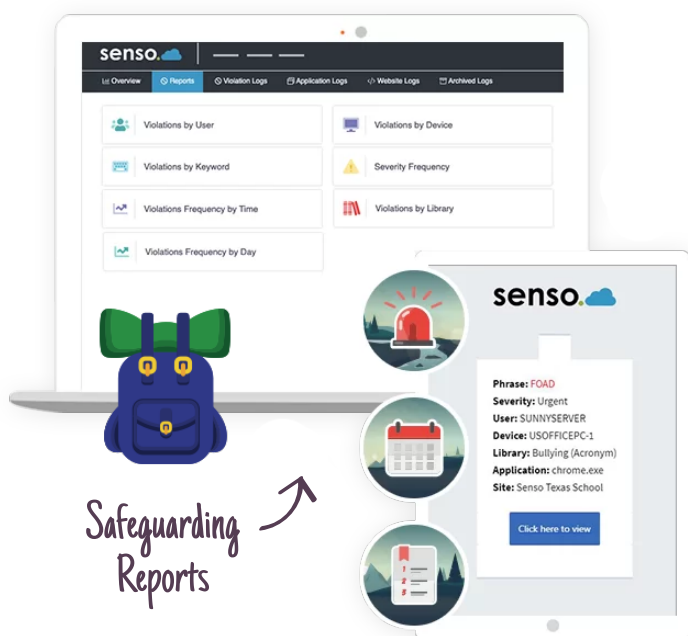 senso.
Overview Reports Violation Logs Application Logs </> Website Logs Archived Logs
Violations by User
Violations by Device
Violations by Keyword
Severity Frequency
Violations Frequency by Time
Violations by Library
Violations Frequency by Day
senso.
Phrase: FOAD
Severity: Urgent
User: SUNNYSERVER
Device: USOFFICEPC-1
Library: Bullying (Acronym)
Application: chrome.exe
Site: Senso Texas School
Click here to view
1
2
3
Safeguarding
Reports